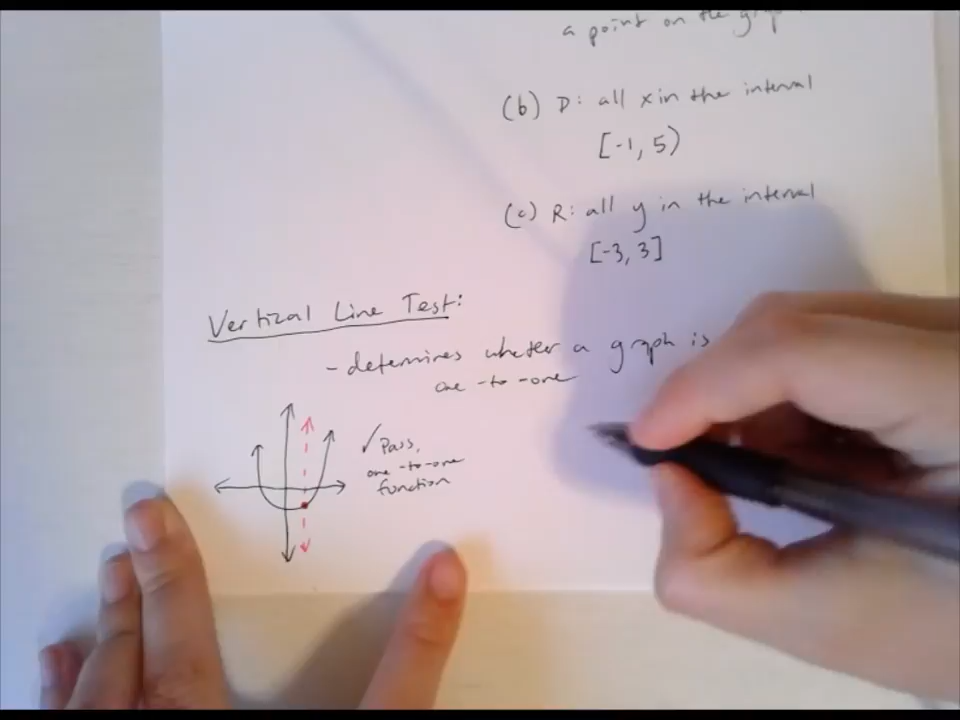 a point on the graph
(b) D: all x in the interval
[-1, 5)
(c) R: all y in the interval
[-3, 3]
Vertical Line Test:
- determines whether a graph is
one-to-one
✓ Pass,
one-to-one
function